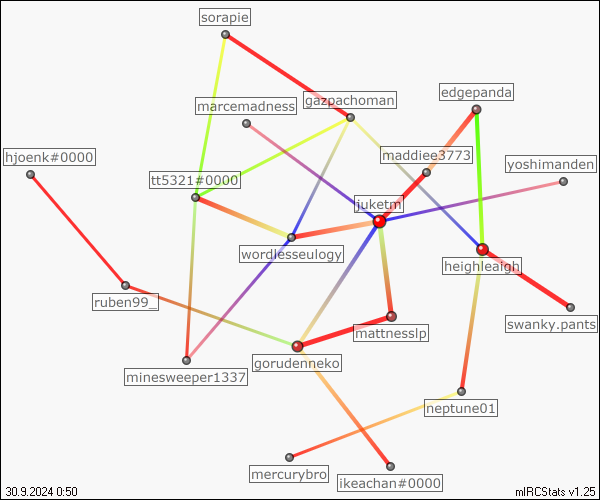 sorapie
edgepanda
gazpachoman
marcemadness
hjoenk#0000
maddiee3773
yoshimanden
tt5321#0000
juketm
wordlesseulogy
heighleaigh
ruben99_
swanky.pants
mattnesslp
gorudenneko
minesweeper1337
neptune01
mercurybro
ikeachan#0000
30.9.2024 0:50
mIRCStats v1.25